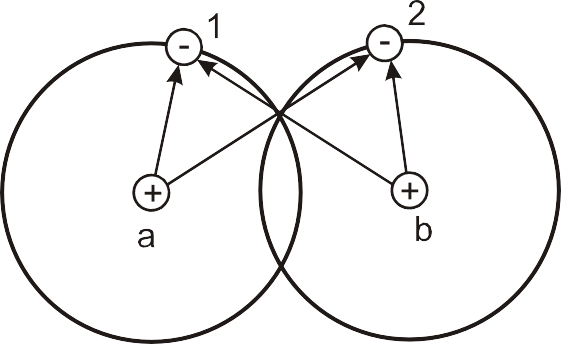 1 2
- -
+ +
a b